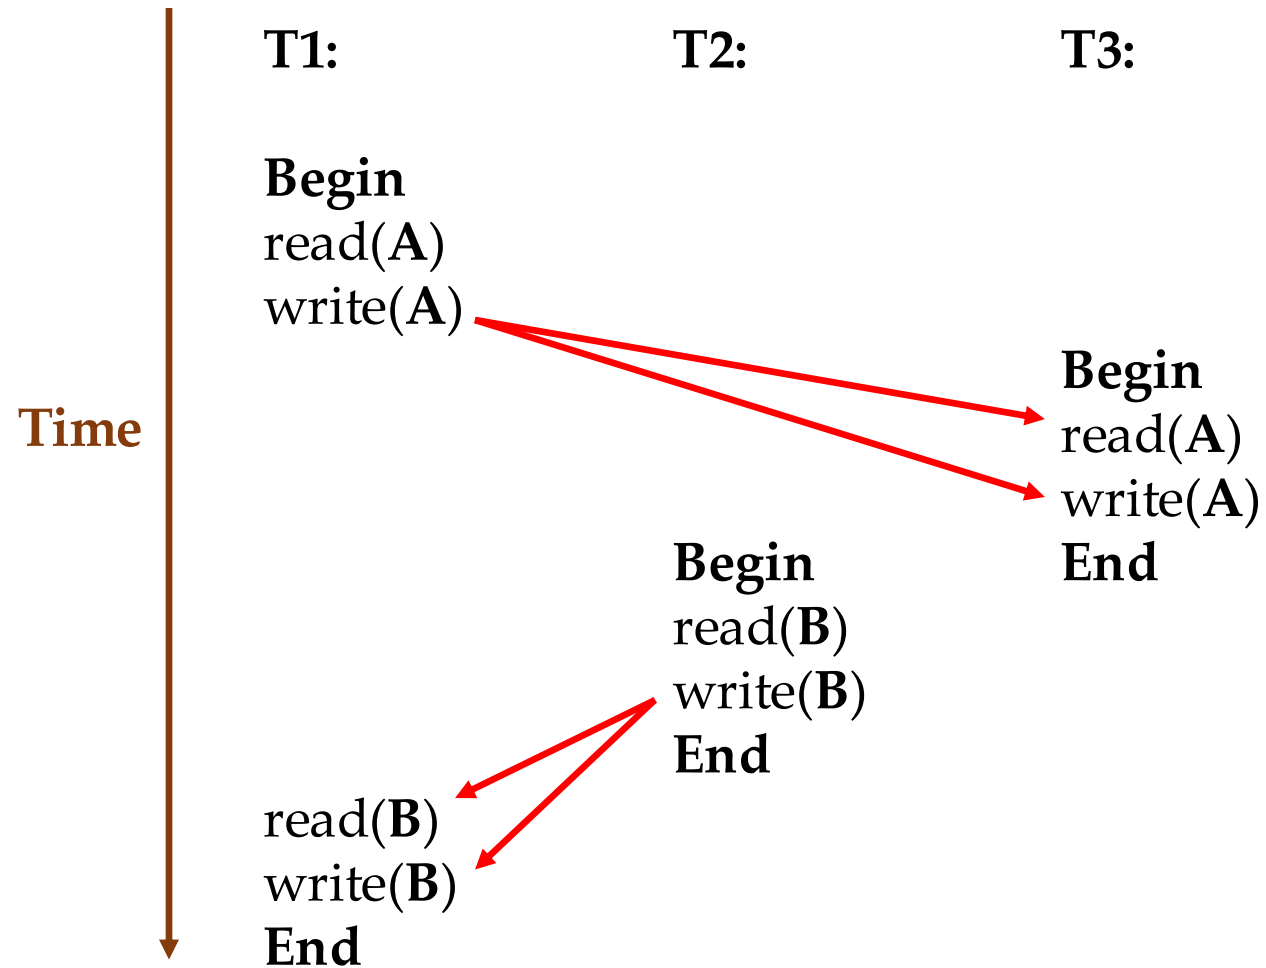 T1: T2: T3:
Begin
read(A)
write(A)
Begin
Time read(A)
write(A)
Begin End
read(B)
write(B)
End
read(B)
write(B)
End